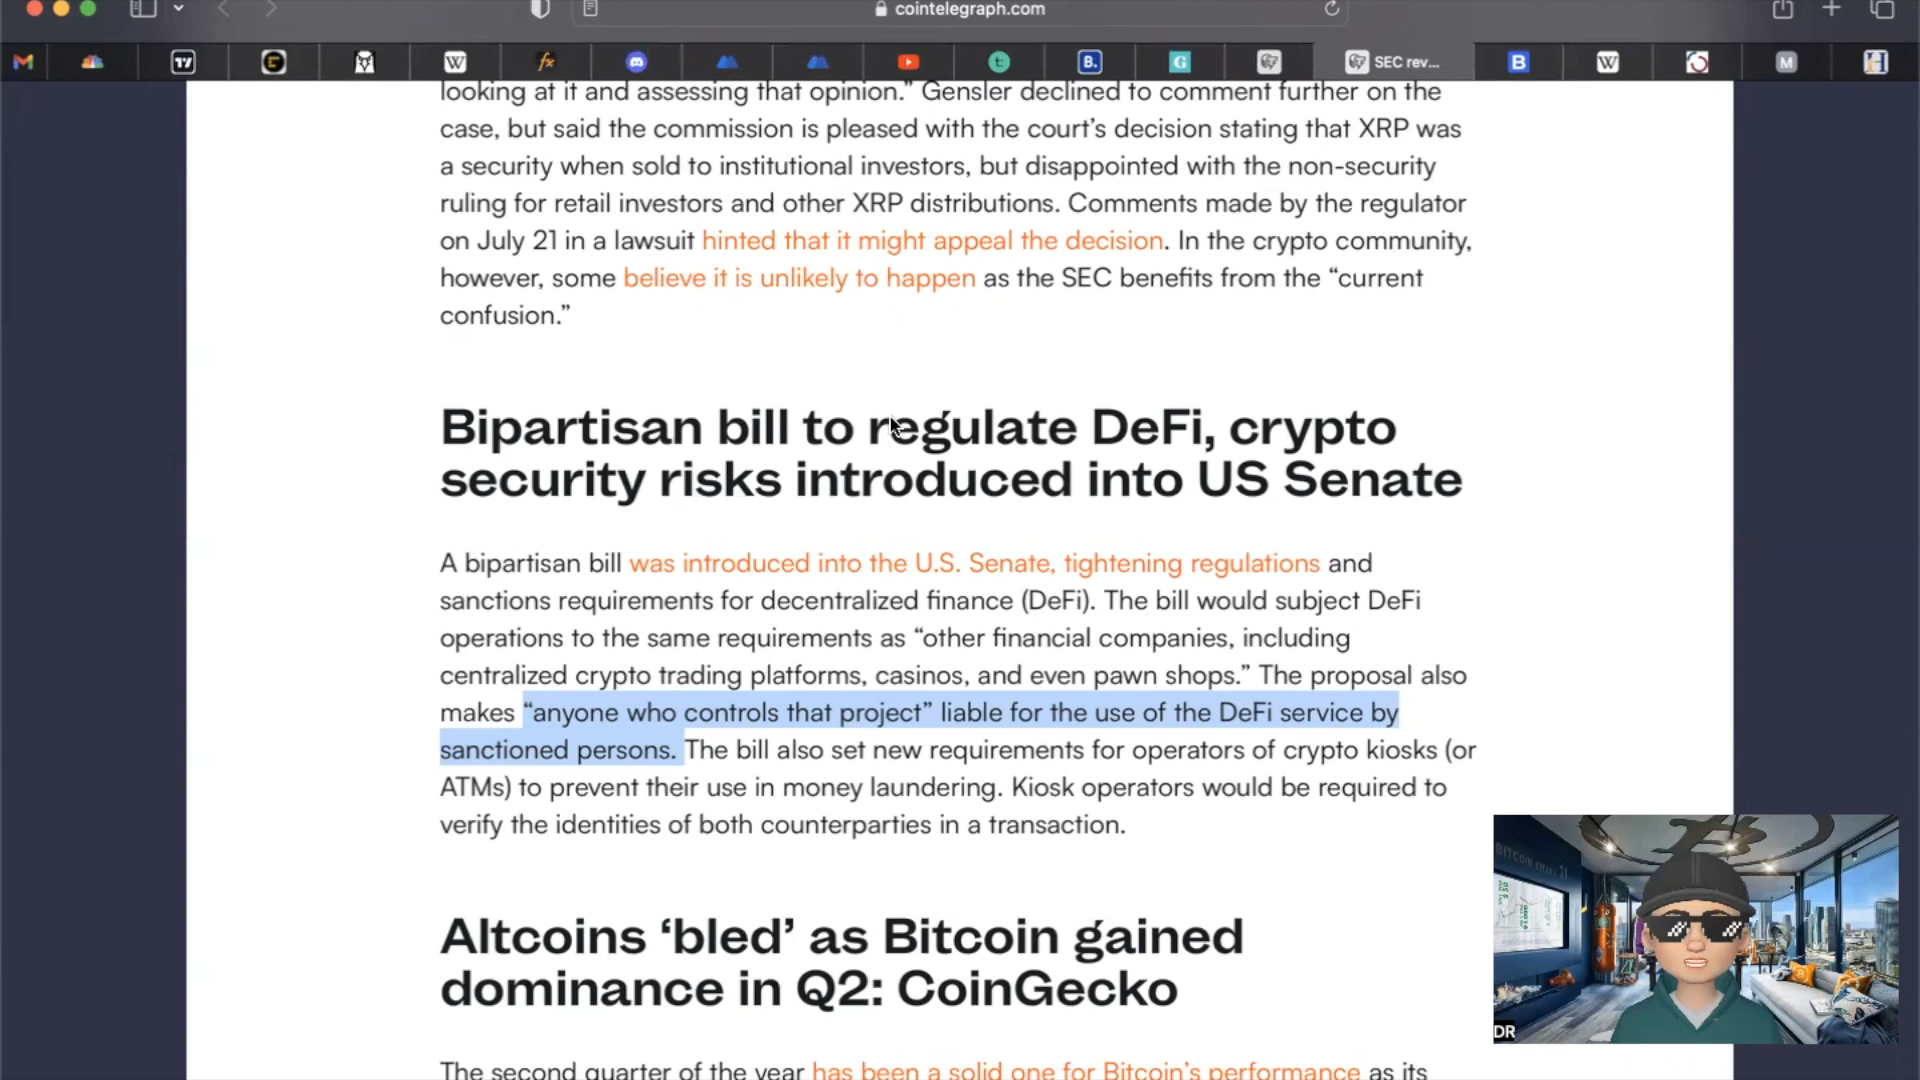 cointelegraph.com
SEC rev...
looking at it and assessing that opinion.” Gensler declined to comment further on the
case, but said the commission is pleased with the court’s decision stating that XRP was
a security when sold to institutional investors, but disappointed with the non-security
ruling for retail investors and other XRP distributions. Comments made by the regulator
on July 21 in a lawsuit hinted that it might appeal the decision. In the crypto community,
however, some believe it is unlikely to happen as the SEC benefits from the “current
confusion.”
Bipartisan bill to regulate DeFi, crypto
security risks introduced into US Senate
A bipartisan bill was introduced into the U.S. Senate, tightening regulations and
sanctions requirements for decentralized finance (DeFi). The bill would subject DeFi
operations to the same requirements as “other financial companies, including
centralized crypto trading platforms, casinos, and even pawn shops.” The proposal also
makes “anyone who controls that project” liable for the use of the DeFi service by
sanctioned persons. The bill also set new requirements for operators of crypto kiosks (or
ATMs) to prevent their use in money laundering. Kiosk operators would be required to
verify the identities of both counterparties in a transaction.
Altcoins ‘bled’ as Bitcoin gained
dominance in Q2: CoinGecko
The second quarter of the year has been a solid one for Bitcoin’s performance as its
DR